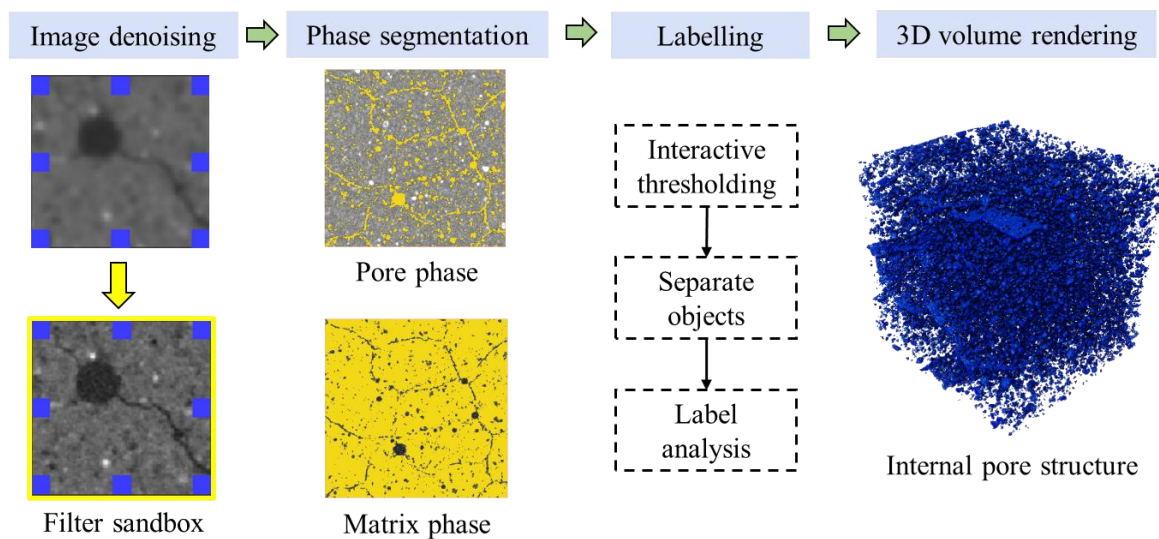 Image denoising
Phase segmentation
Labelling
3D volume rendering
Pore phase
Filter sandbox
Matrix phase
Interactive
thresholding
Separate
objects
Label
analysis
Internal pore structure